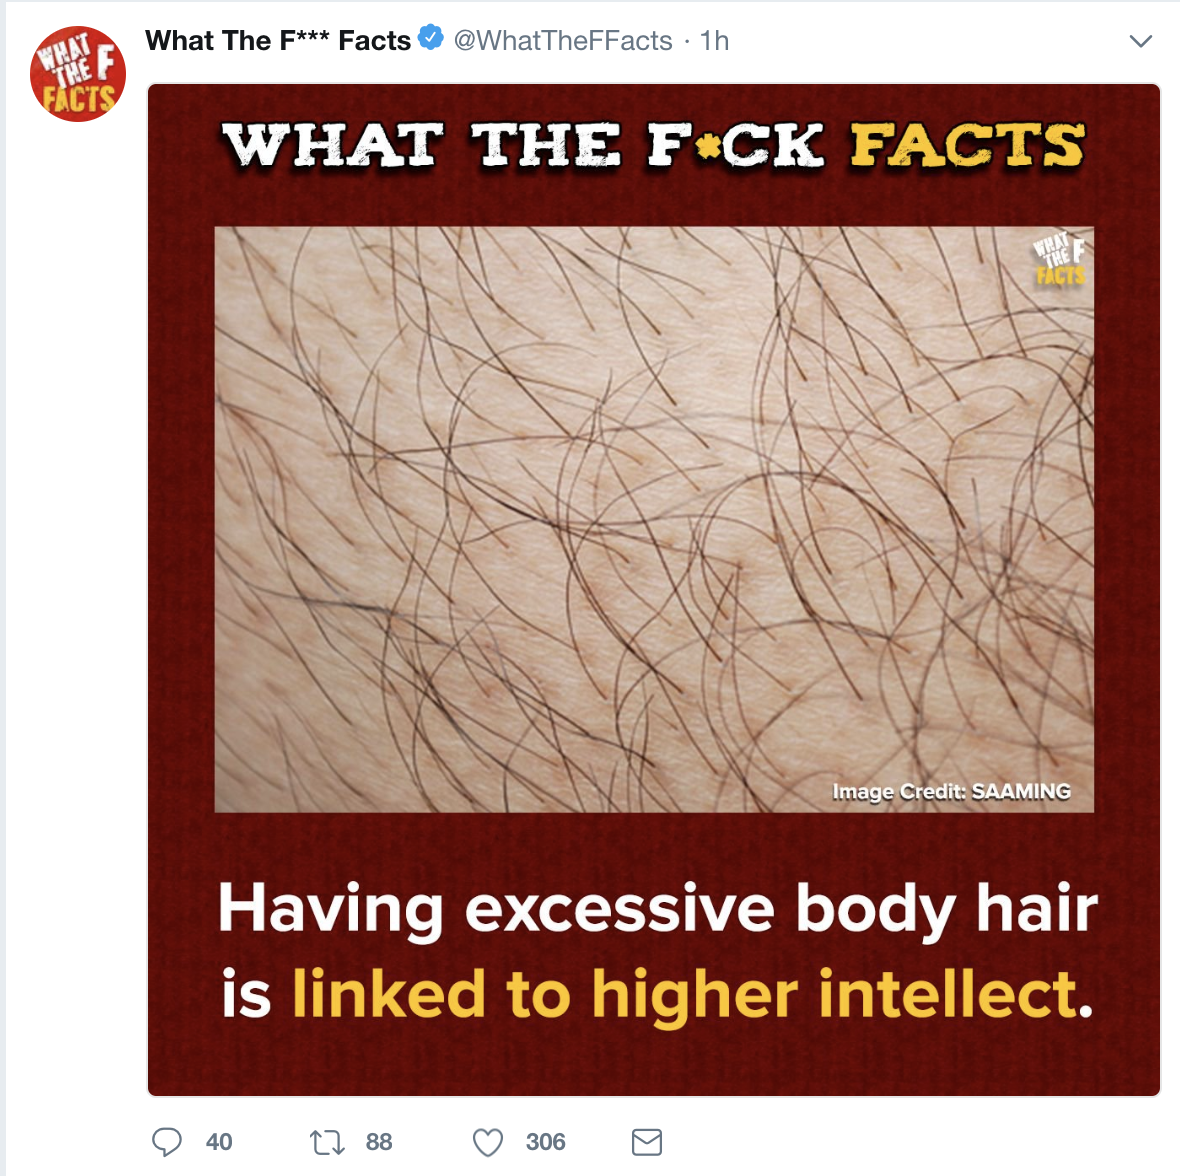 What The F*** Facts @WhatTheFFacts · 1h
WHAT
THE F
FACTS
WHAT THE F*CK FACTS
WHAT
THE F
FACTS
Image Credit: SAAMING
Having excessive body hair
is linked to higher intellect.
40 88 306